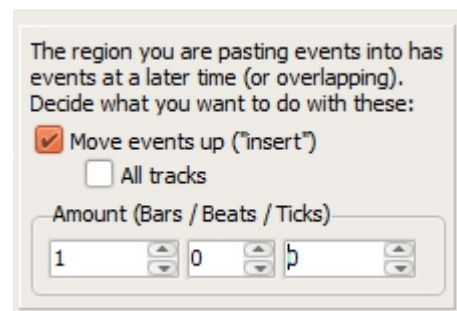 The region you are pasting events into has
events at a later time (or overlapping).
Decide what you want to do with these:
Move events up ("insert")
All tracks
Amount (Bars / Beats / Ticks)
1 0 0